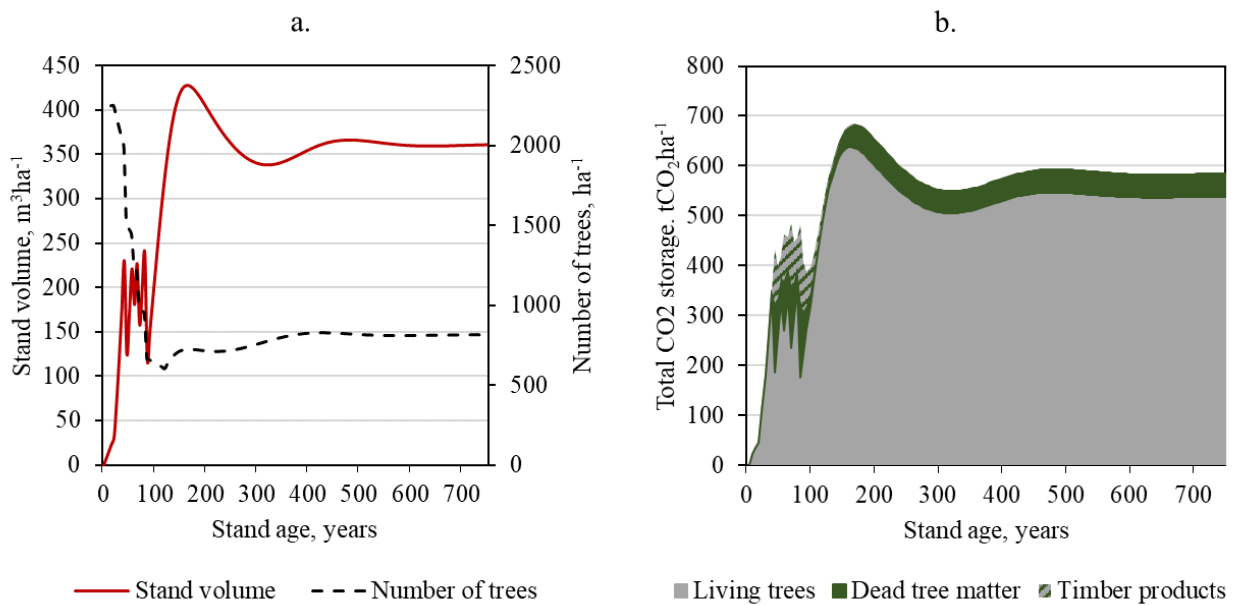 a.
450
400
350
300
250
200
150
100
50
0
Stand volume, m³ha⁻¹
2500
2000
1500
1000
500
0
Number of trees, ha⁻¹
0 100 200 300 400 500 600 700
Stand age, years
Stand volume
Number of trees
b.
800
700
600
500
400
300
200
100
0
Total CO2 storage. tCO₂ha⁻¹
0 100 200 300 400 500 600 700
Stand age, years
Living trees
Dead tree matter
Timber products